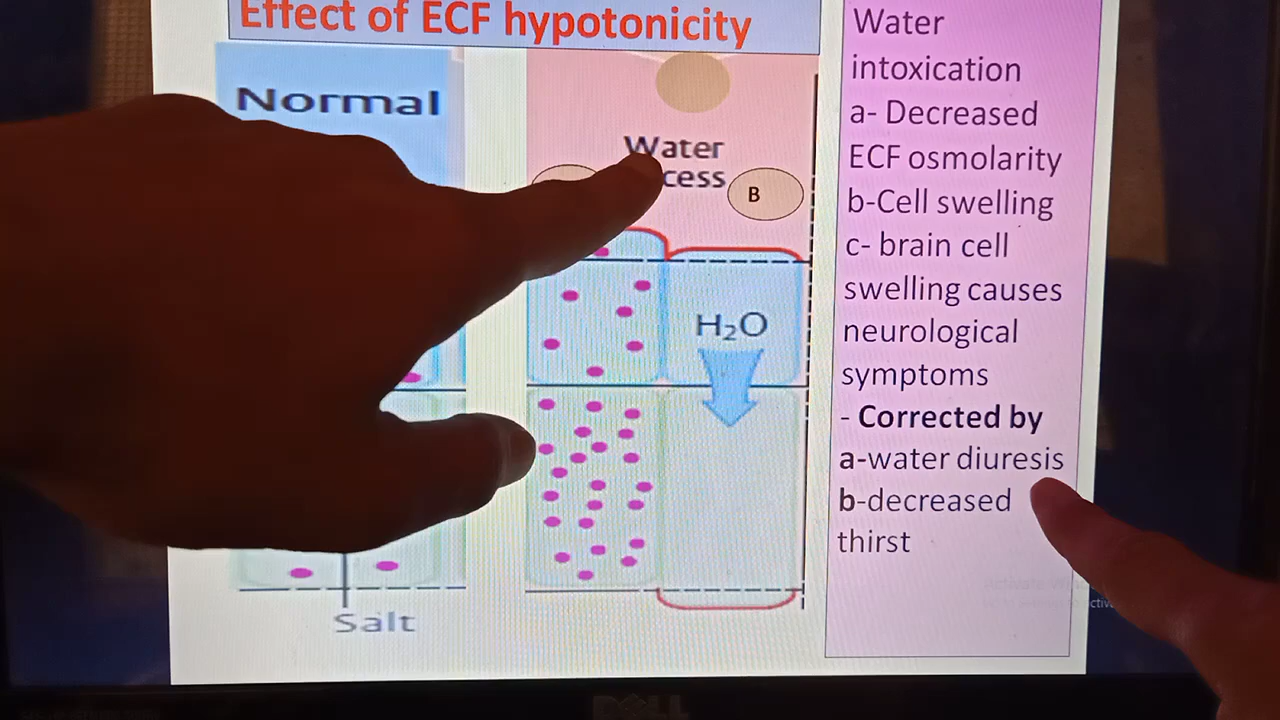 Effect of ECF hypotonicity
Normal
Water
cess
B
H₂O
Salt
Water
intoxication
a- Decreased
ECF osmolarity
b-Cell swelling
c- brain cell
swelling causes
neurological
symptoms
- Corrected by
a-water diuresis
b-decreased
thirst
DELL